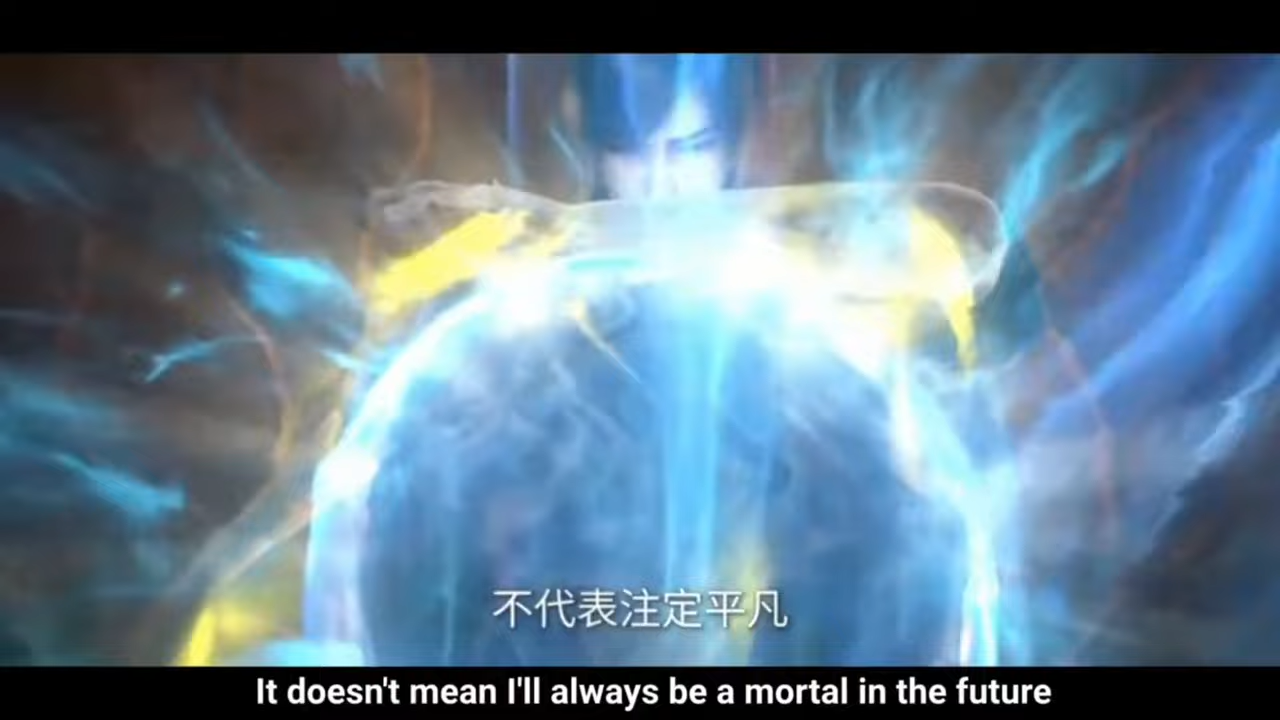 不代表注定平凡
It doesn't mean I'll always be a mortal in the future